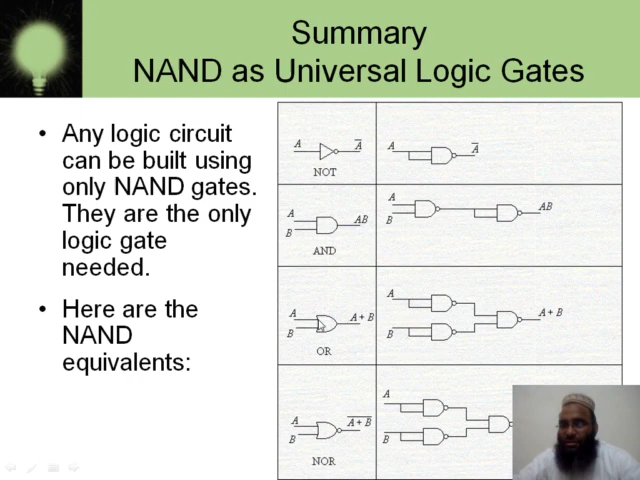 Summary
NAND as Universal Logic Gates
• Any logic circuit
can be built using
only NAND gates.
They are the only
logic gate
needed.
• Here are the
NAND
equivalents:
A A̅
NOT
A A̅
A
B
AB
AND
A
B
AB
A
B
A + B
OR
A
B
A + B
A
B
A̅ ̅+̅ ̅B̅
NOR
A
B